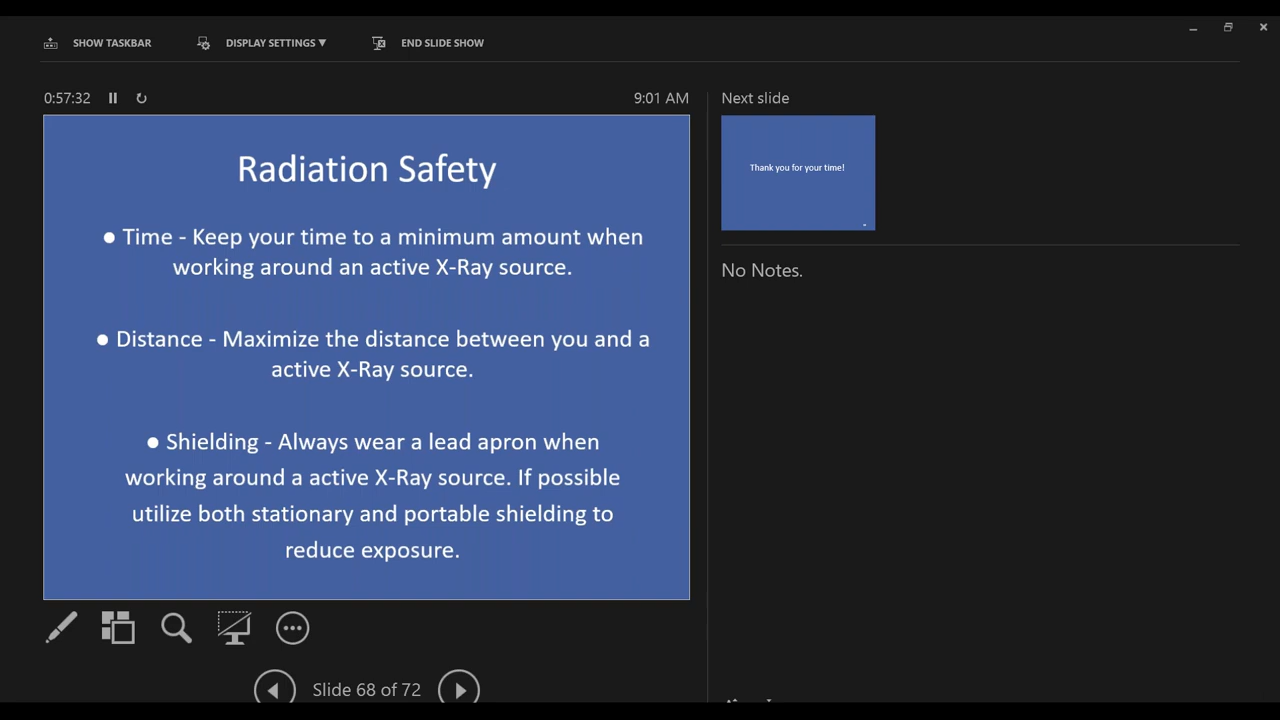 SHOW TASKBAR
DISPLAY SETTINGS ▼
END SLIDE SHOW
0:57:32
9:01 AM
Radiation Safety
● Time - Keep your time to a minimum amount when
working around an active X-Ray source.
● Distance - Maximize the distance between you and a
active X-Ray source.
● Shielding - Always wear a lead apron when
working around a active X-Ray source. If possible
utilize both stationary and portable shielding to
reduce exposure.
Slide 68 of 72
Next slide
Thank you for your time!
No Notes.